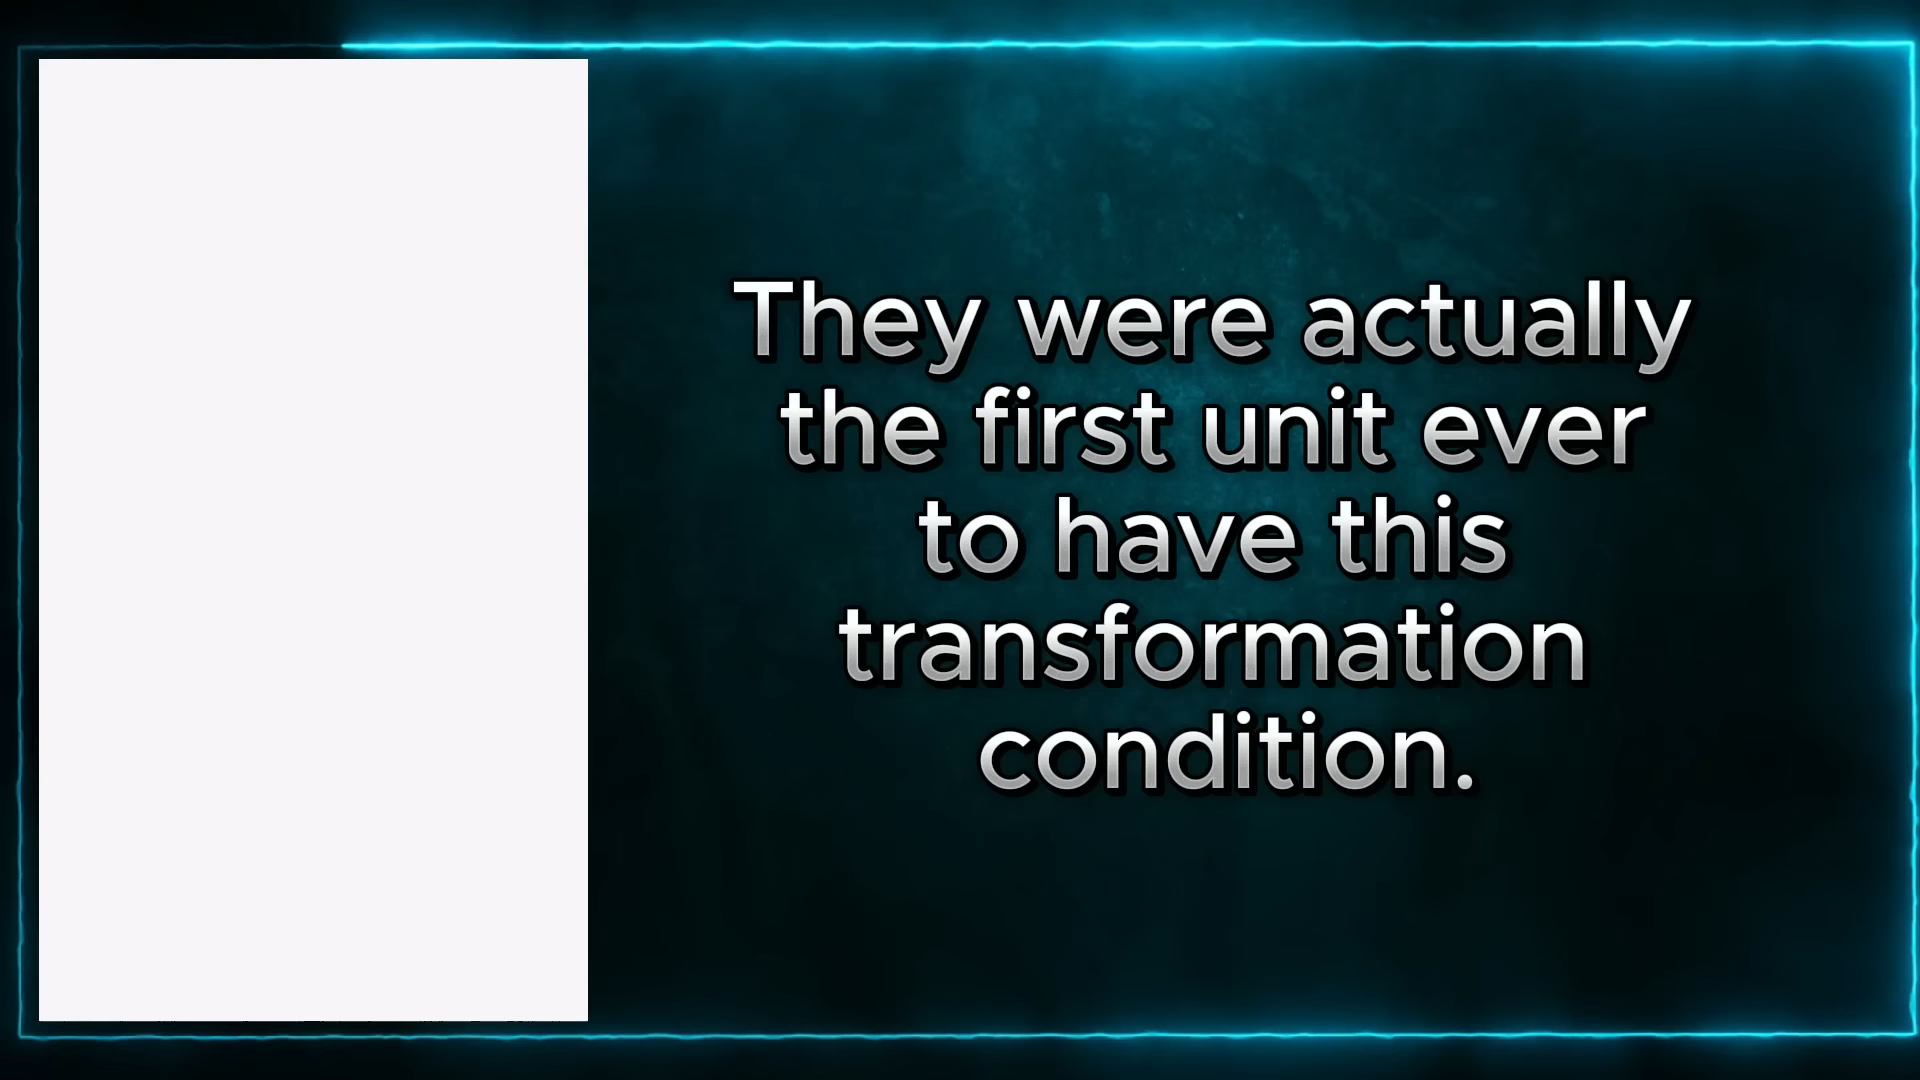 They were actually
the first unit ever
to have this
transformation
condition.